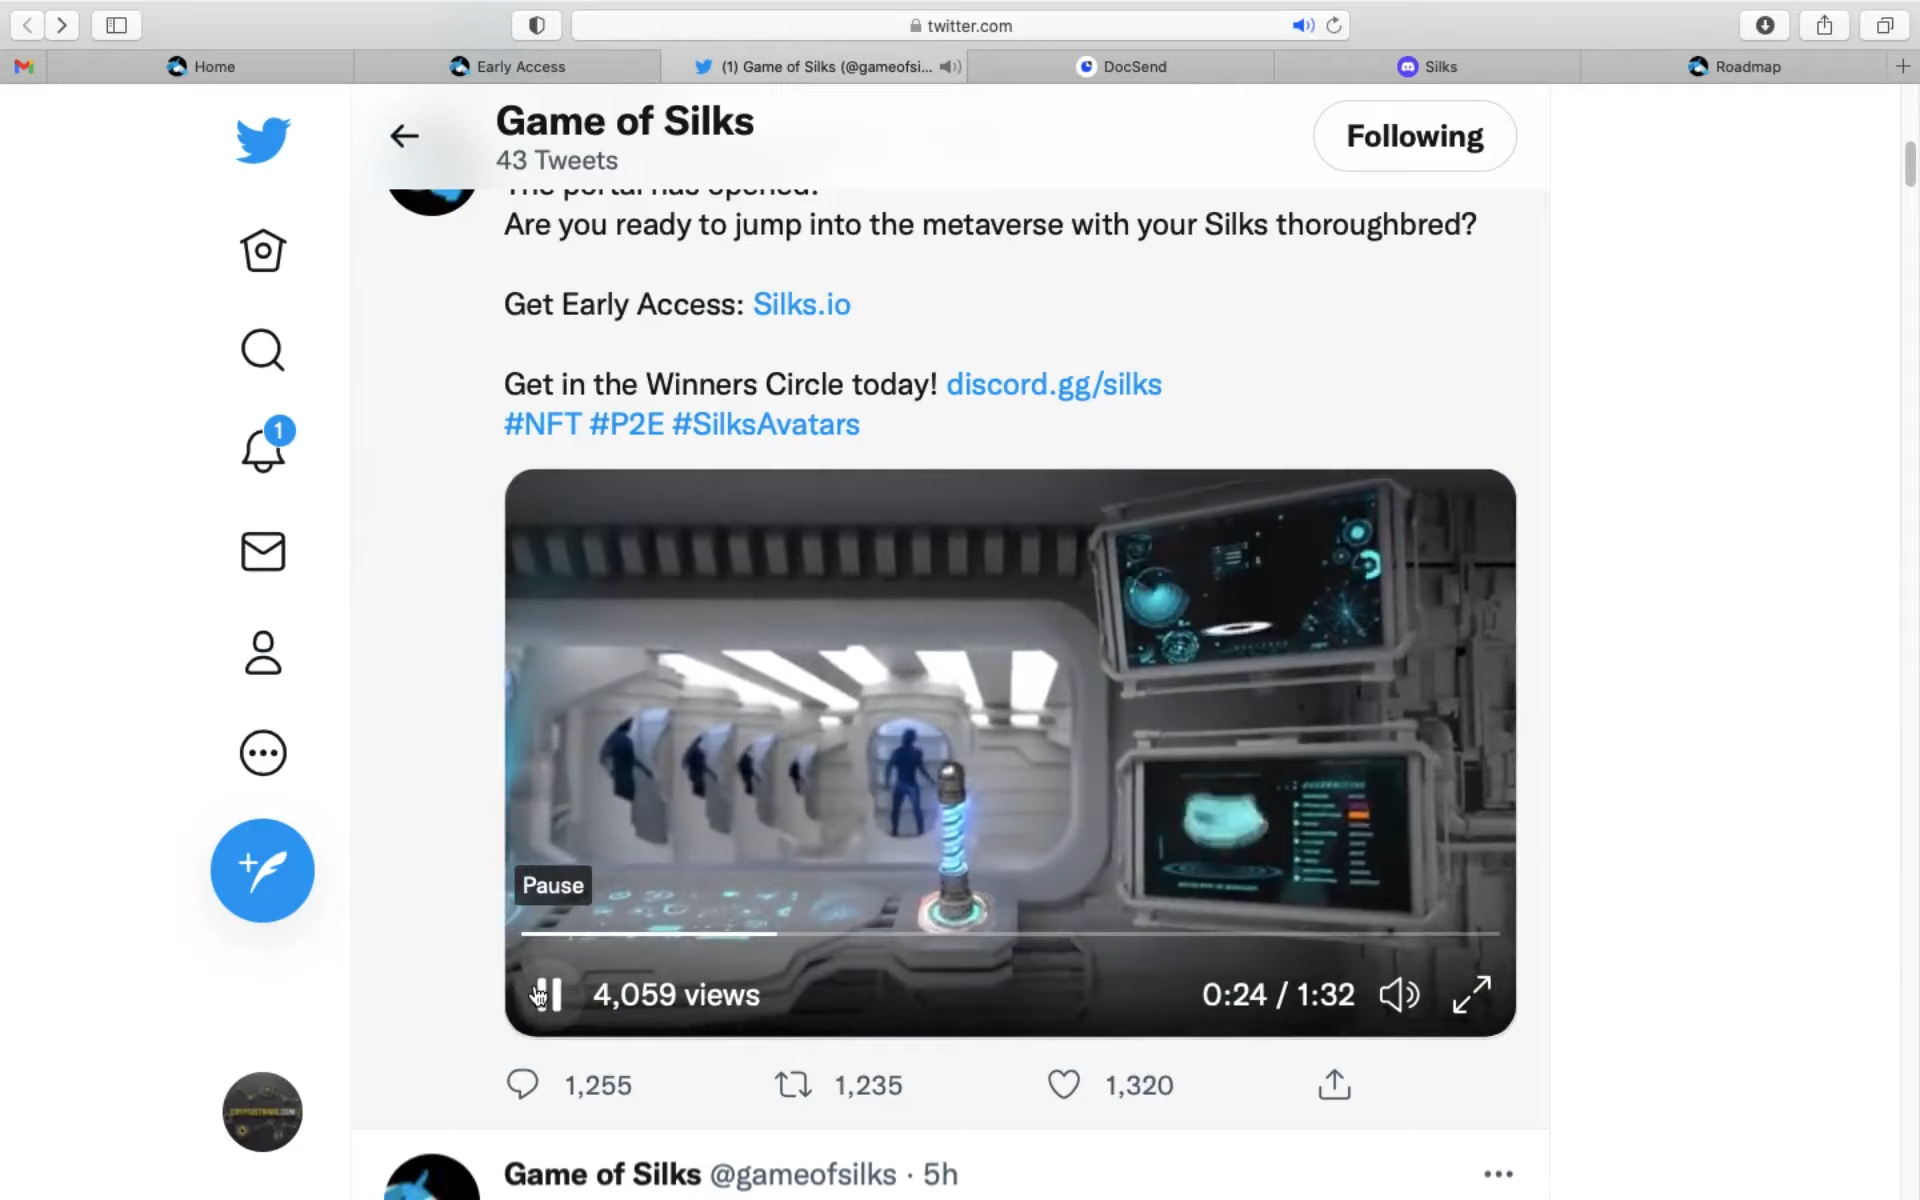 twitter.com
Home
Early Access
(1) Game of Silks (@gameofsi...
DocSend
Silks
Roadmap
Game of Silks
43 Tweets
Following
The portal has opened!
Are you ready to jump into the metaverse with your Silks thoroughbred?
Get Early Access: Silks.io
Get in the Winners Circle today! discord.gg/silks
#NFT #P2E #SilksAvatars
1
Pause
4,059 views
0:24 / 1:32
1,255
1,235
1,320
Game of Silks @gameofsilks · 5h